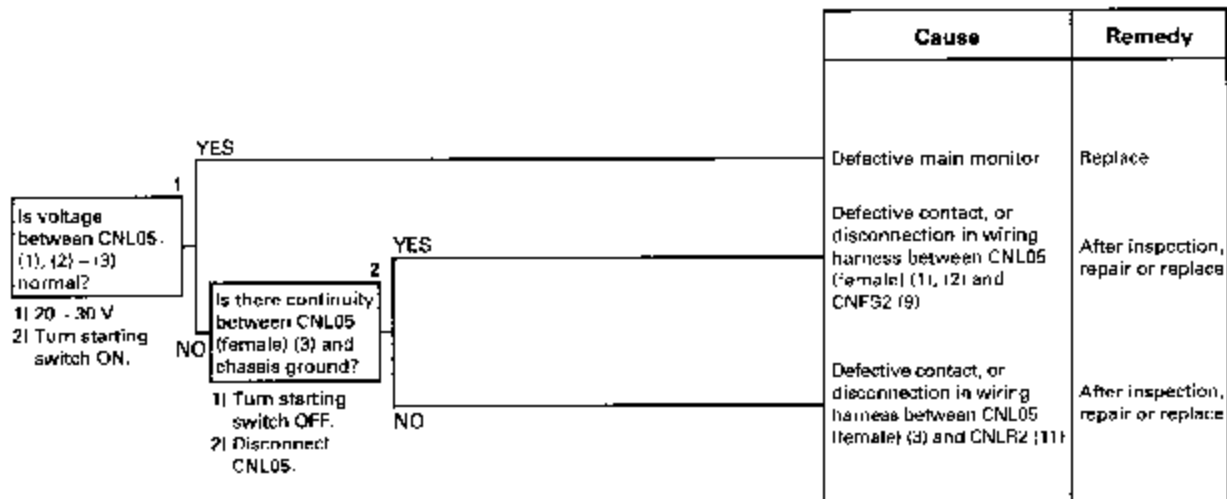 Cause
Remedy
YES
Defective main monitor
Replace
1
Is voltage
between CNL05-
(1), (2) – (3)
normal?
1) 20 - 30 V
2) Turn starting
switch ON.
NO
YES
Defective contact, or
disconnection in wiring
harness between CNL05
(female) (1), (2) and
CNFS2 (9)
After inspection,
repair or replace
2
Is there continuity
between CNL05
(female) (3) and
chassis ground?
1) Turn starting
switch OFF.
2) Disconnect
CNL05.
NO
Defective contact, or
disconnection in wiring
harness between CNL05
(female) (3) and CNLR2 (11)
After inspection,
repair or replace